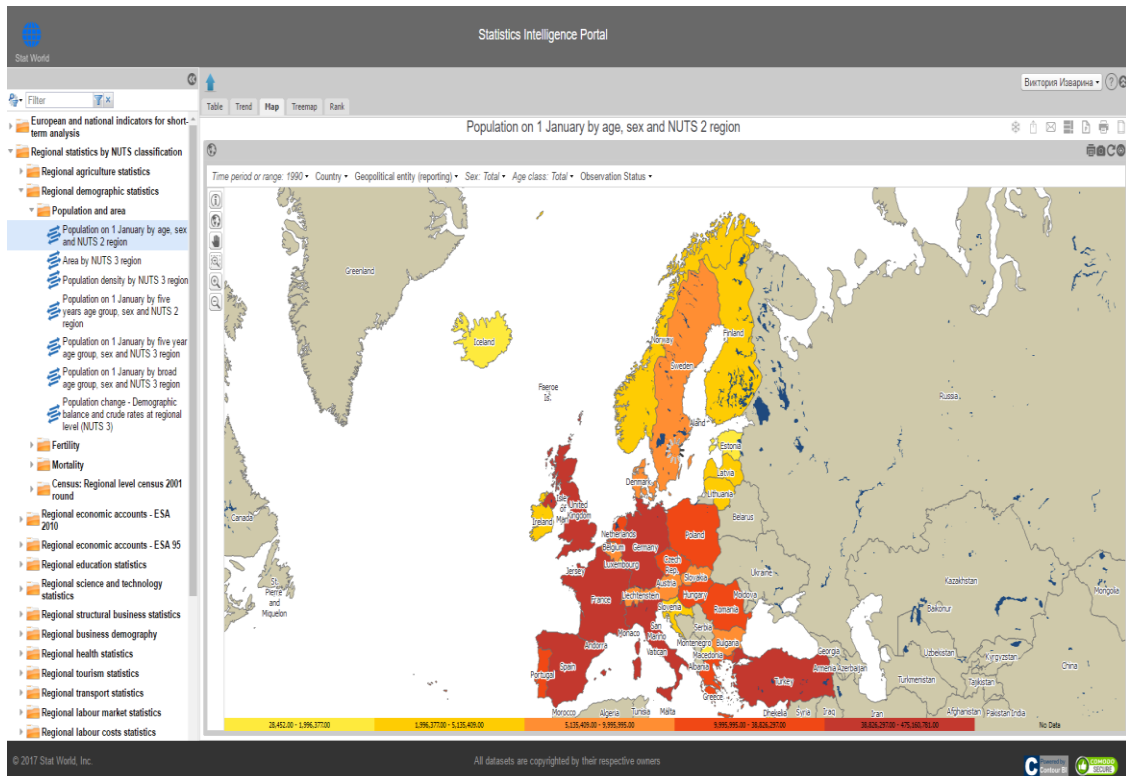 Statistics Intelligence Portal
Stat World
Виктория Изварина
Filter
Table Trend Map Treemap Rank
European and national indicators for short-
term analysis
Regional statistics by NUTS classification
Regional agriculture statistics
Regional demographic statistics
Population and area
Population on 1 January by age, sex
and NUTS 2 region
Area by NUTS 3 region
Population density by NUTS 3 region
Population on 1 January by five
years age group, sex and NUTS 2
region
Population on 1 January by five year
age group, sex and NUTS 3 region
Population on 1 January by broad
age group, sex and NUTS 3 region
Population change - Demographic
balance and crude rates at regional
level (NUTS 3)
Fertility
Mortality
Census: Regional level census 2001
round
Regional economic accounts - ESA
2010
Regional economic accounts - ESA 95
Regional education statistics
Regional science and technology
statistics
Regional structural business statistics
Regional business demography
Regional health statistics
Regional tourism statistics
Regional transport statistics
Regional labour market statistics
Regional labour costs statistics
Population on 1 January by age, sex and NUTS 2 region
Time period or range: 1990 Country Geopolitical entity (reporting) Sex: Total Age class: Total Observation Status
Greenland
Iceland
Norway
Finland
Sweden
Russia
Faeroe
Is.
Aland
Estonia
Latvia
Denmark
Lithuania
Canada
Isle
of
Man
United
Kingdom
Ireland
Belarus
Netherlands
Poland
Belgium
Germany
Luxembourg
Czech
Rep.
Jersey
Ukraine
Slovakia
Austria
Kazakhstan
Mongolia
St.
Pierre
and
Miquelon
France
Liechtenstein
Hungary
Moldova
Slovenia
Romania
Baikonur
San
Marino
Serbia
Monaco
Andorra
Montenegro
Bulgaria
Vatican
Macedonia
Georgia
Uzbekistan
Kyrgyzstan
Spain
Portugal
Albania
Armenia
Azerbaijan
China
Turkey
Turkmenistan
Tajikistan
Greece
Morocco
Algeria
Tunisia
Malta
Dhekelia
Syria
Iraq
Iran
Afghanistan
Pakistan
India
28,452.00 - 1,996,377.00 1,996,377.00 - 5,135,409.00 5,135,409.00 - 9,995,995.00 9,995,995.00 - 38,826,297.00 38,826,297.00 - 475,160,781.00 No Data
© 2017 Stat World, Inc.
All datasets are copyrighted by their respective owners
Powered by
Contour BI
COMODO
SECURE